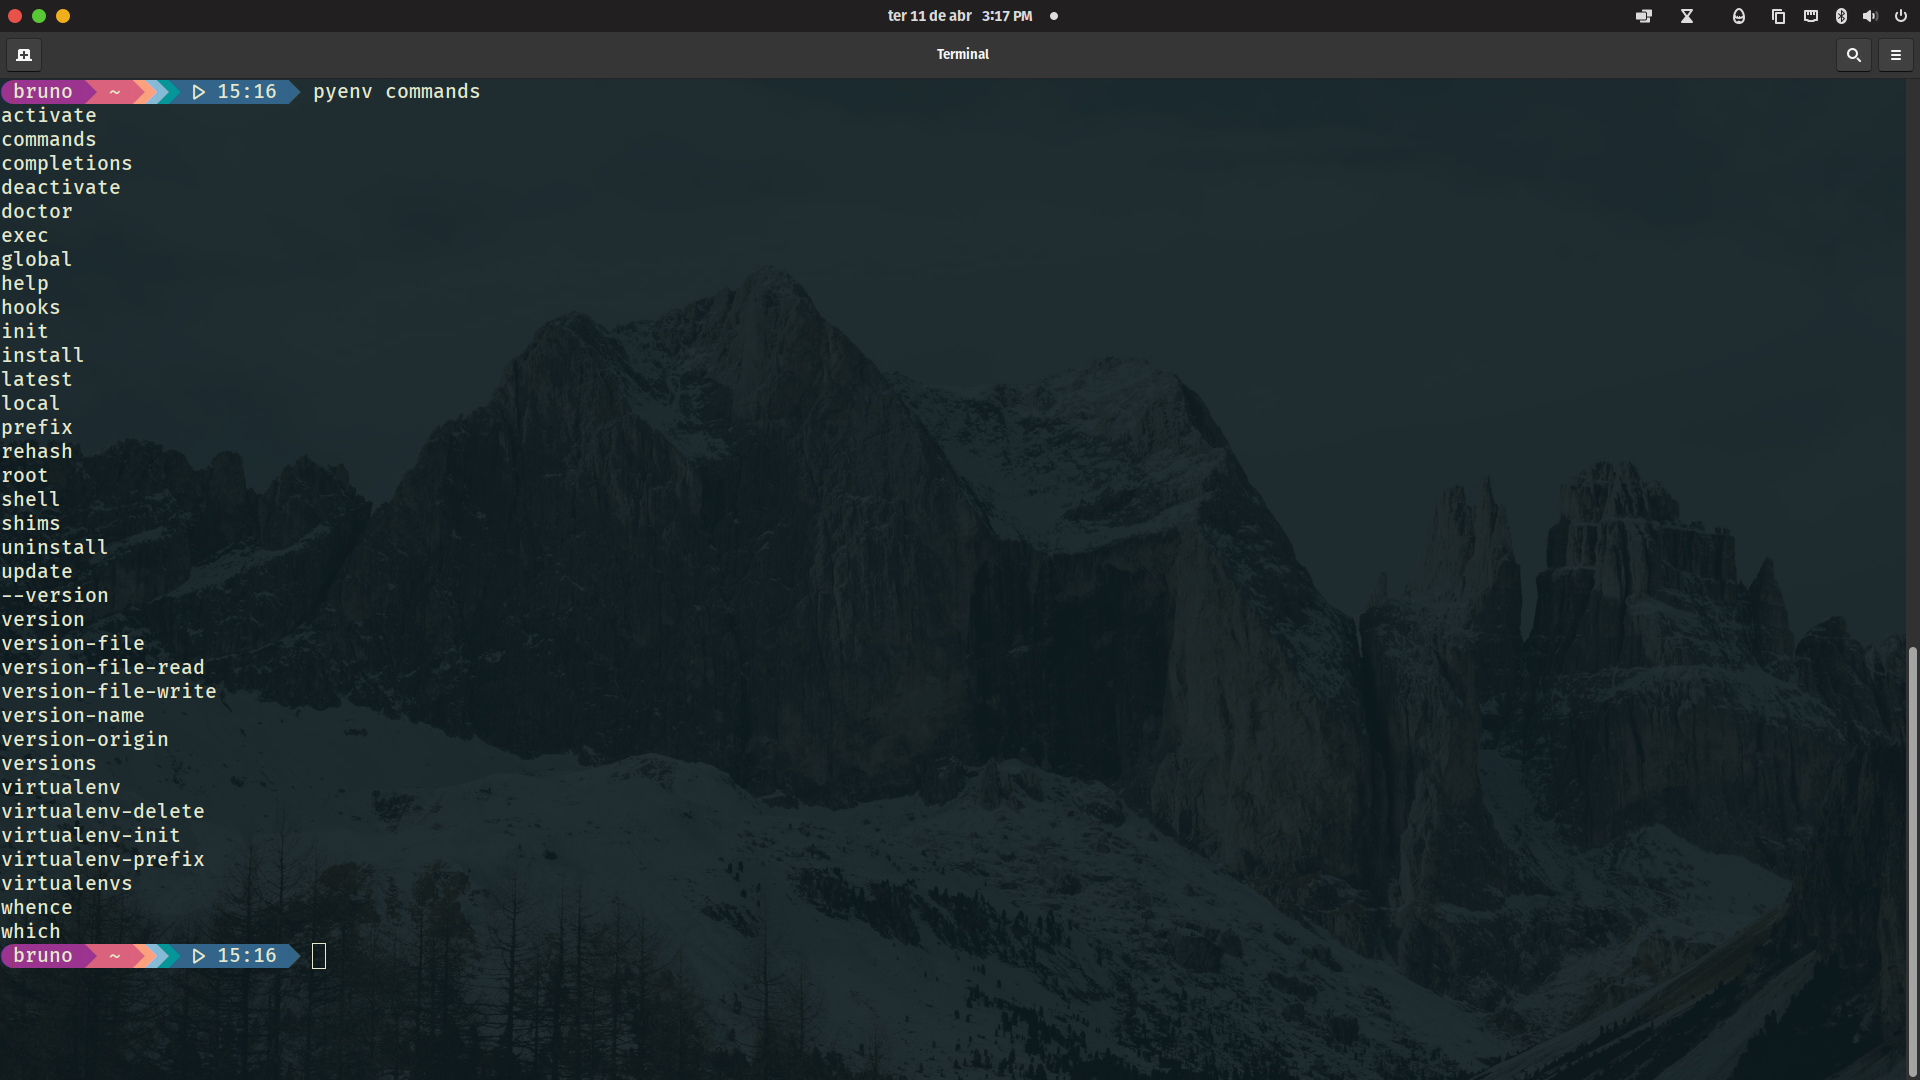 ter 11 de abr 3:17 PM
Terminal
bruno ~ 15:16 pyenv commands
activate
commands
completions
deactivate
doctor
exec
global
help
hooks
init
install
latest
local
prefix
rehash
root
shell
shims
uninstall
update
--version
version
version-file
version-file-read
version-file-write
version-name
version-origin
versions
virtualenv
virtualenv-delete
virtualenv-init
virtualenv-prefix
virtualenvs
whence
which
bruno ~ 15:16